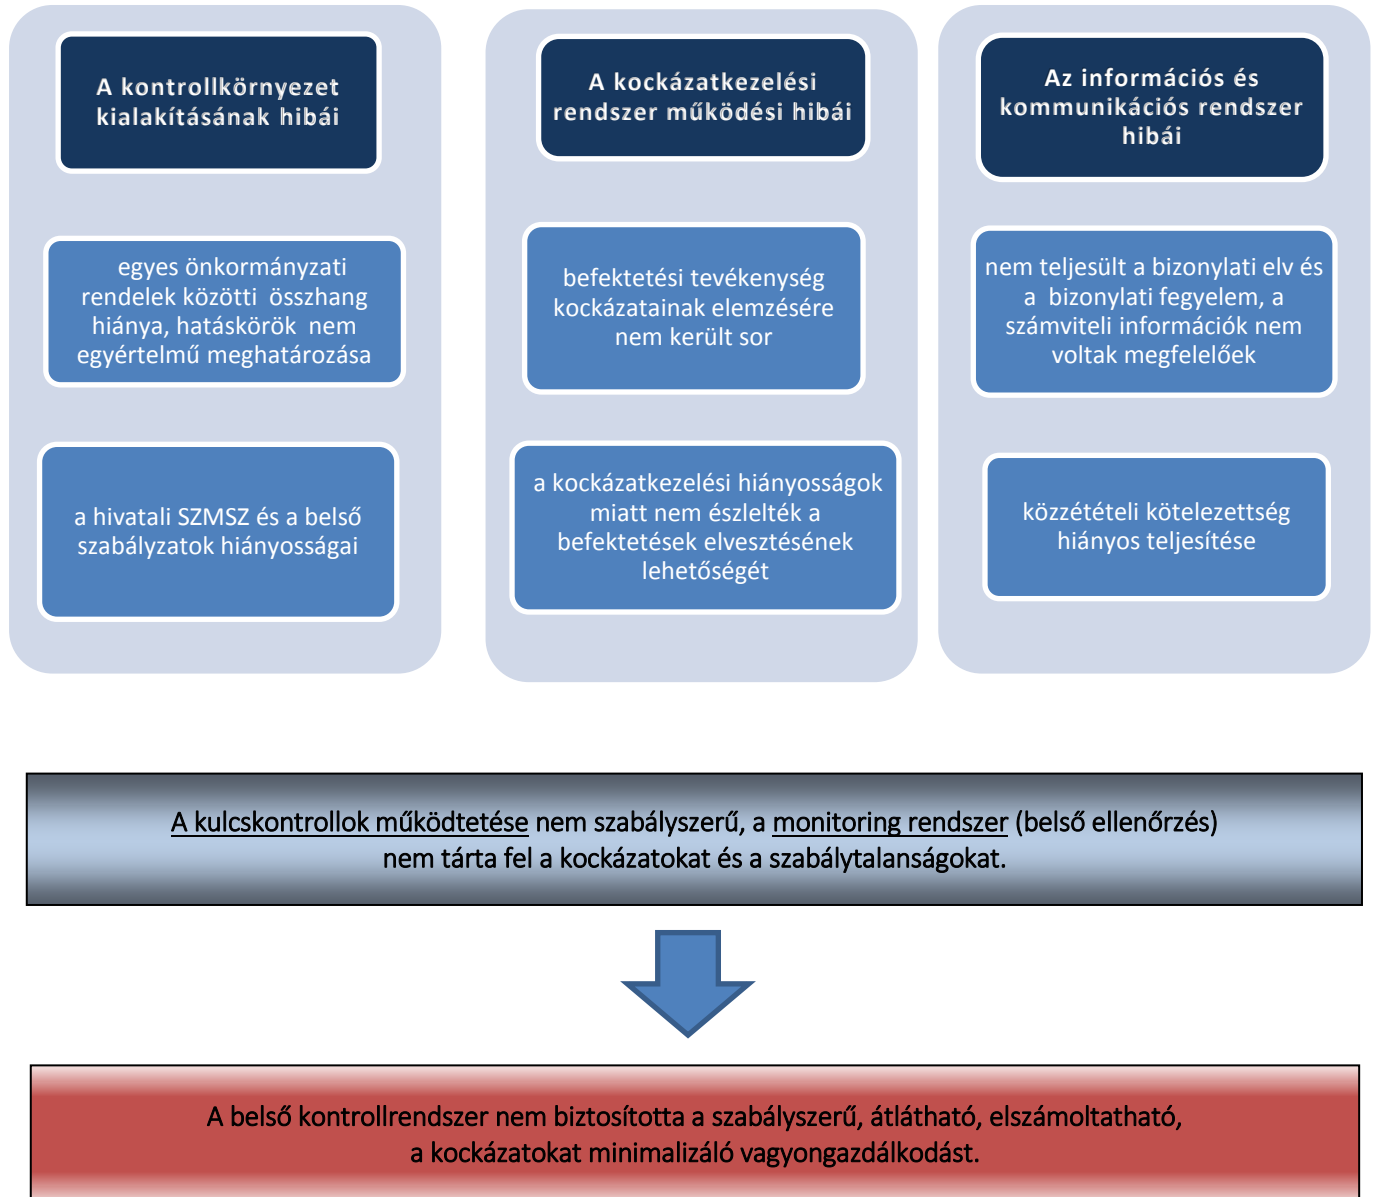 A kontrollkörnyezet
kialakításának hibái
egyes önkormányzati
rendelek közötti összhang
hiánya, hatáskörök nem
egyértelmű meghatározása
a hivatali SZMSZ és a belső
szabályzatok hiányosságai
A kockázatkezelési
rendszer működési hibái
befektetési tevékenység
kockázatainak elemzésére
nem került sor
a kockázatkezelési hiányosságok
miatt nem észlelték a
befektetések elvesztésének
lehetőségét
Az információs és
kommunikációs rendszer
hibái
nem teljesült a bizonylati elv és
a bizonylati fegyelem, a
számviteli információk nem
voltak megfelelőek
közzétételi kötelezettség
hiányos teljesítése
A kulcskontrollok működtetése nem szabályszerű, a monitoring rendszer (belső ellenőrzés)
nem tárta fel a kockázatokat és a szabálytalanságokat.
A belső kontrollrendszer nem biztosította a szabályszerű, átlátható, elszámoltatható,
a kockázatokat minimalizáló vagyongazdálkodást.